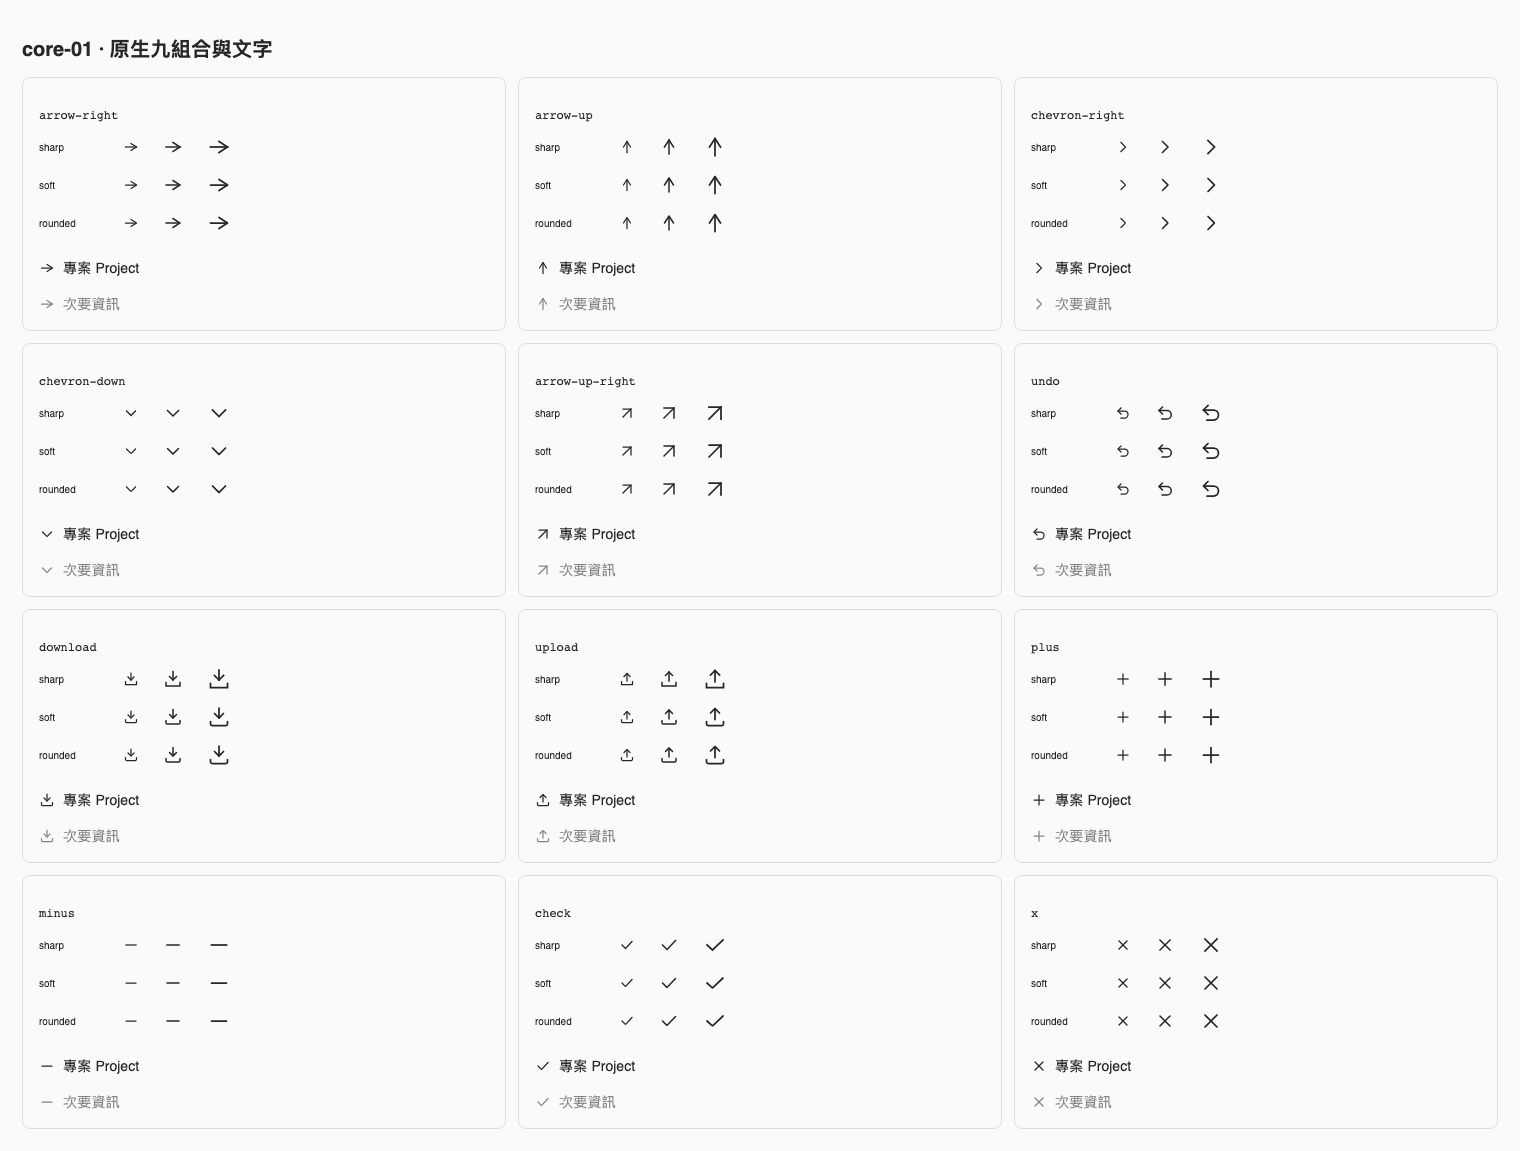 core-01 · 原生九組合與文字
arrow-right
sharp
soft
rounded
專案 Project
次要資訊
arrow-up
sharp
soft
rounded
專案 Project
次要資訊
chevron-right
sharp
soft
rounded
專案 Project
次要資訊
chevron-down
sharp
soft
rounded
專案 Project
次要資訊
arrow-up-right
sharp
soft
rounded
專案 Project
次要資訊
undo
sharp
soft
rounded
專案 Project
次要資訊
download
sharp
soft
rounded
專案 Project
次要資訊
upload
sharp
soft
rounded
專案 Project
次要資訊
plus
sharp
soft
rounded
專案 Project
次要資訊
minus
sharp
soft
rounded
專案 Project
次要資訊
check
sharp
soft
rounded
專案 Project
次要資訊
x
sharp
soft
rounded
專案 Project
次要資訊